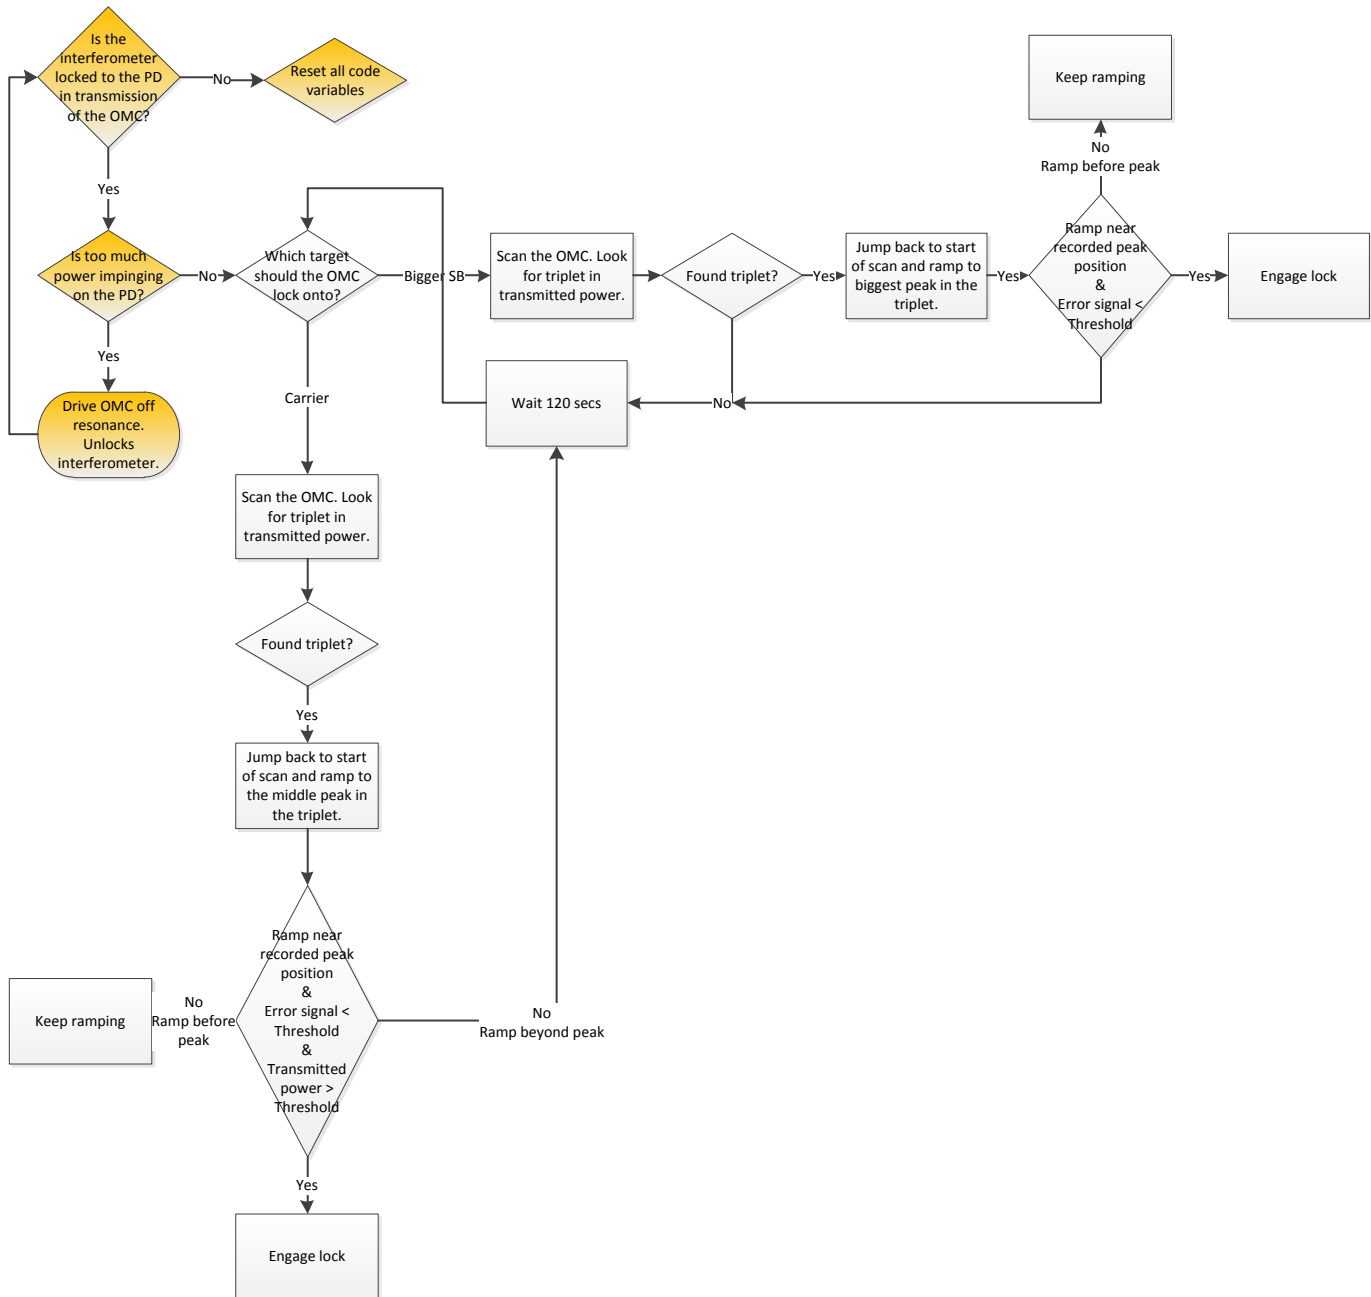 Is the
interferometer
locked to the PD
in transmission
of the OMC?
No
Reset all code
variables
Yes
Is too much
power impinging
on the PD?
No
Yes
Drive OMC off
resonance.
Unlocks
interferometer.
Which target
should the OMC
lock onto?
Bigger SB
Scan the OMC. Look
for triplet in
transmitted power.
Found triplet?
Yes
Jump back to start
of scan and ramp to
biggest peak in the
triplet.
Yes
Ramp near
recorded peak
position
&
Error signal <
Threshold
No
Ramp before peak
Keep ramping
Yes
Engage lock
No
Wait 120 secs
Carrier
Scan the OMC. Look
for triplet in
transmitted power.
Found triplet?
Yes
Jump back to start
of scan and ramp to
the middle peak in
the triplet.
Ramp near
recorded peak
position
&
Error signal <
Threshold
&
Transmitted
power >
Threshold
No
Ramp before
peak
Keep ramping
No
Ramp beyond peak
Yes
Engage lock